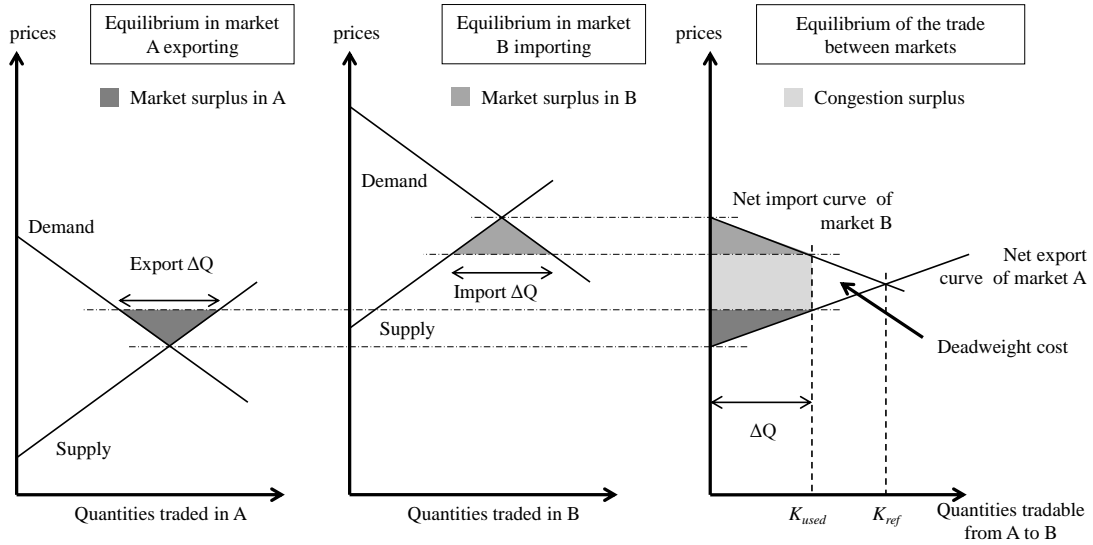 prices
Equilibrium in market
A exporting
Market surplus in A
Demand
Export ΔQ
Supply
Quantities traded in A
prices
Equilibrium in market
B importing
Market surplus in B
Demand
Import ΔQ
Supply
Quantities traded in B
prices
Equilibrium of the trade
between markets
Congestion surplus
Net import curve of
market B
Net export
curve of market A
Deadweight cost
ΔQ
K_used
K_ref
Quantities tradable
from A to B